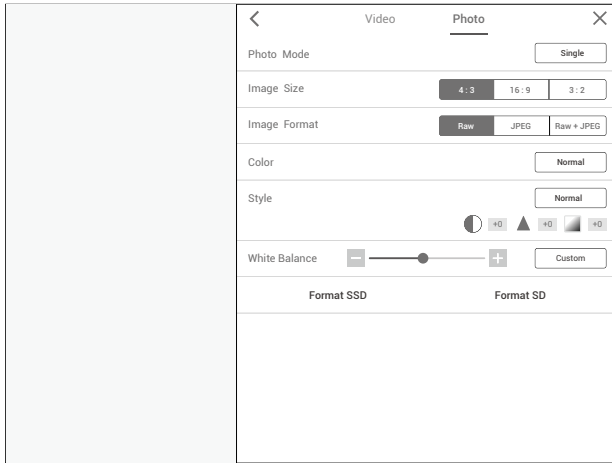 Video Photo
Photo Mode Single
Image Size 4 : 3 16 : 9 3 : 2
Image Format Raw JPEG Raw + JPEG
Color Normal
Style Normal
+0 +0 +0
White Balance Custom
Format SSD Format SD